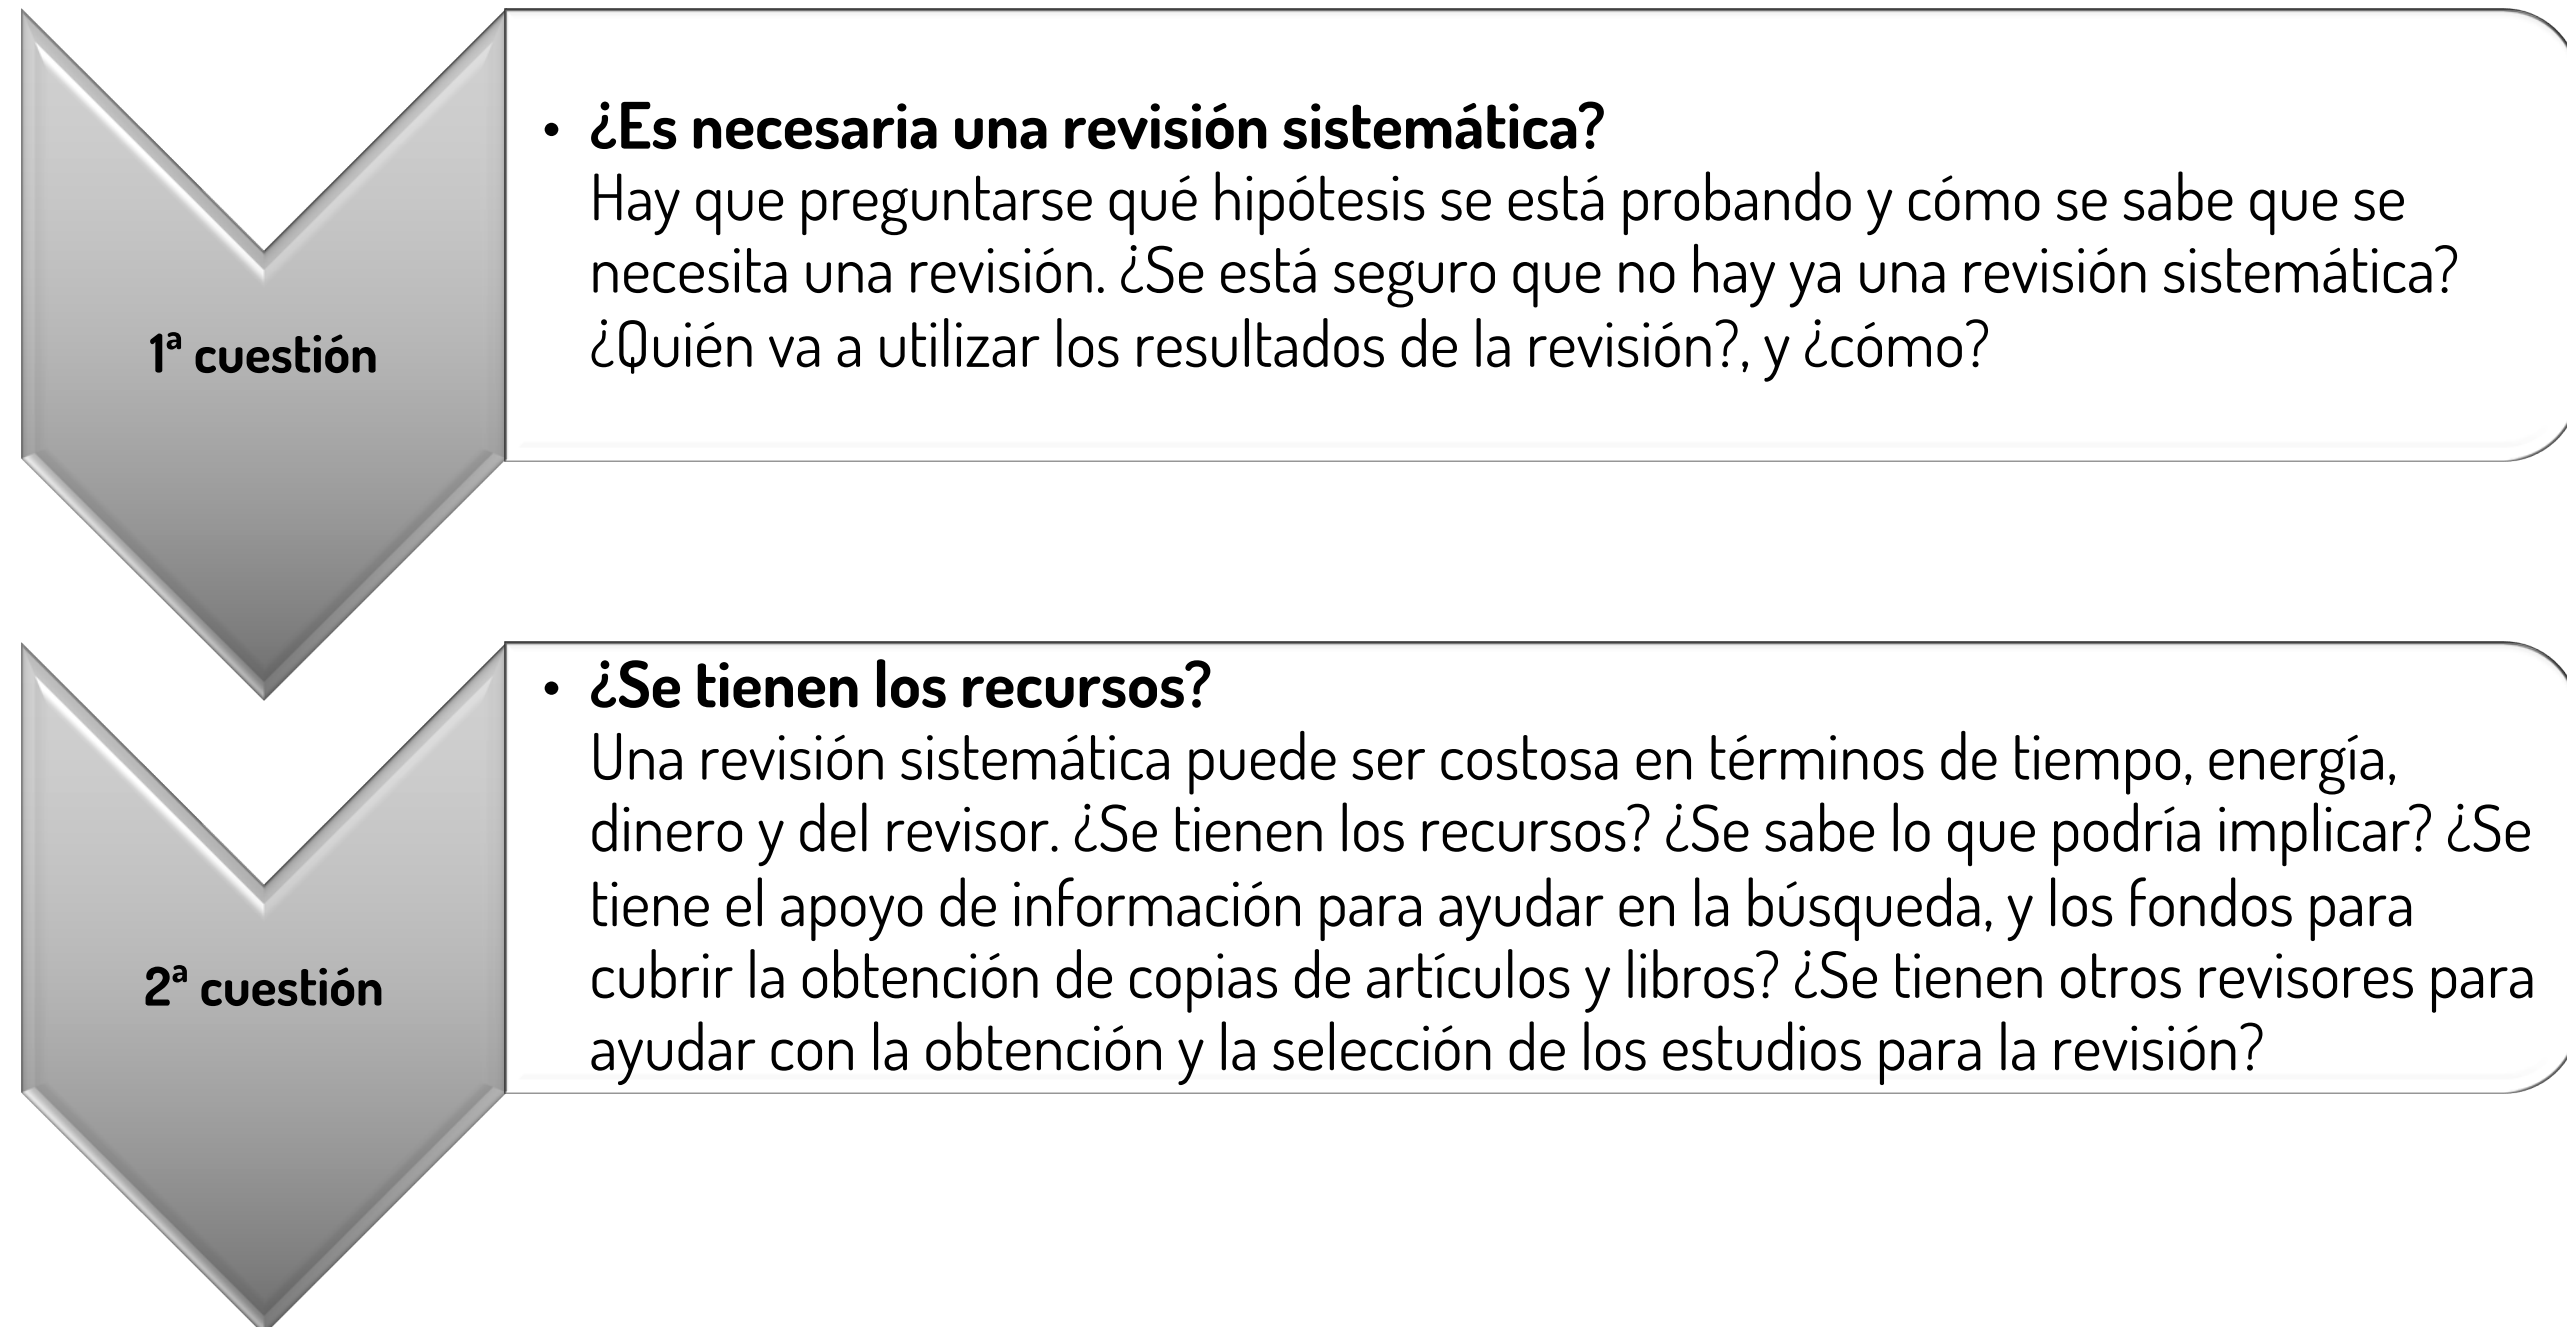 1ª cuestión
• ¿Es necesaria una revisión sistemática?
Hay que preguntarse qué hipótesis se está probando y cómo se sabe que se
necesita una revisión. ¿Se está seguro que no hay ya una revisión sistemática?
¿Quién va a utilizar los resultados de la revisión?, y ¿cómo?
2ª cuestión
• ¿Se tienen los recursos?
Una revisión sistemática puede ser costosa en términos de tiempo, energía,
dinero y del revisor. ¿Se tienen los recursos? ¿Se sabe lo que podría implicar? ¿Se
tiene el apoyo de información para ayudar en la búsqueda, y los fondos para
cubrir la obtención de copias de artículos y libros? ¿Se tienen otros revisores para
ayudar con la obtención y la selección de los estudios para la revisión?